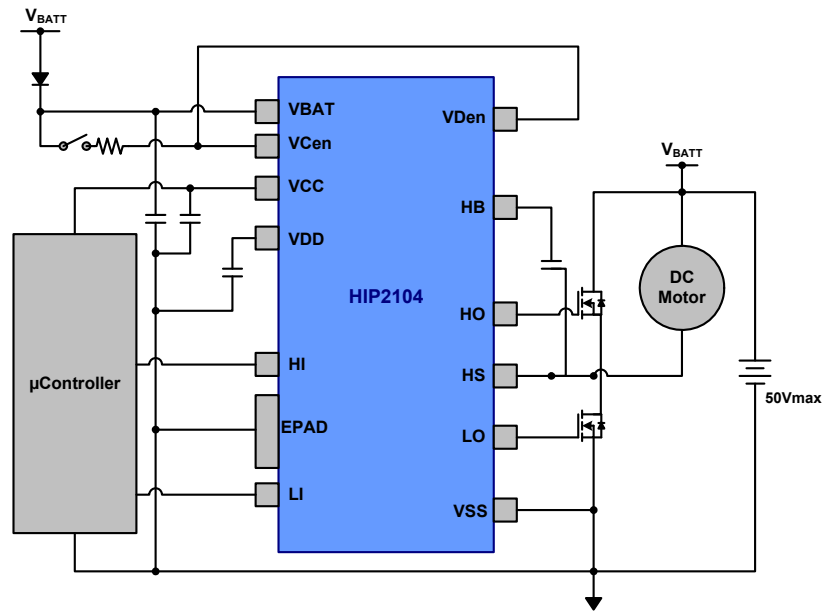 VBATT
VBAT
VCen
VCC
VDD
HIP2104
HI
EPAD
LI
VDen
HB
HO
HS
LO
VSS
µController
VBATT
DC
Motor
50Vmax